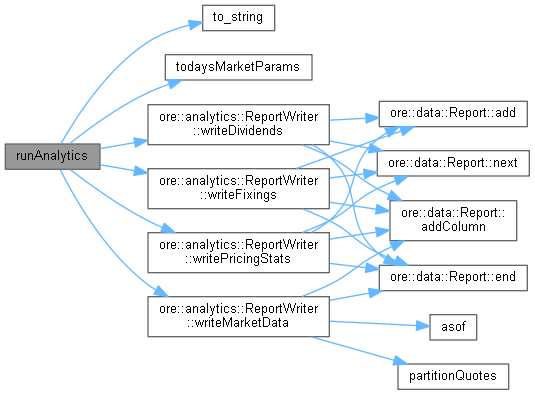 to_string
todaysMarketParams
runAnalytics
ore::analytics::ReportWriter
::writeDividends
ore::analytics::ReportWriter
::writeFixings
ore::analytics::ReportWriter
::writePricingStats
ore::analytics::ReportWriter
::writeMarketData
ore::data::Report::add
ore::data::Report::next
ore::data::Report::
addColumn
ore::data::Report::end
asof
partitionQuotes